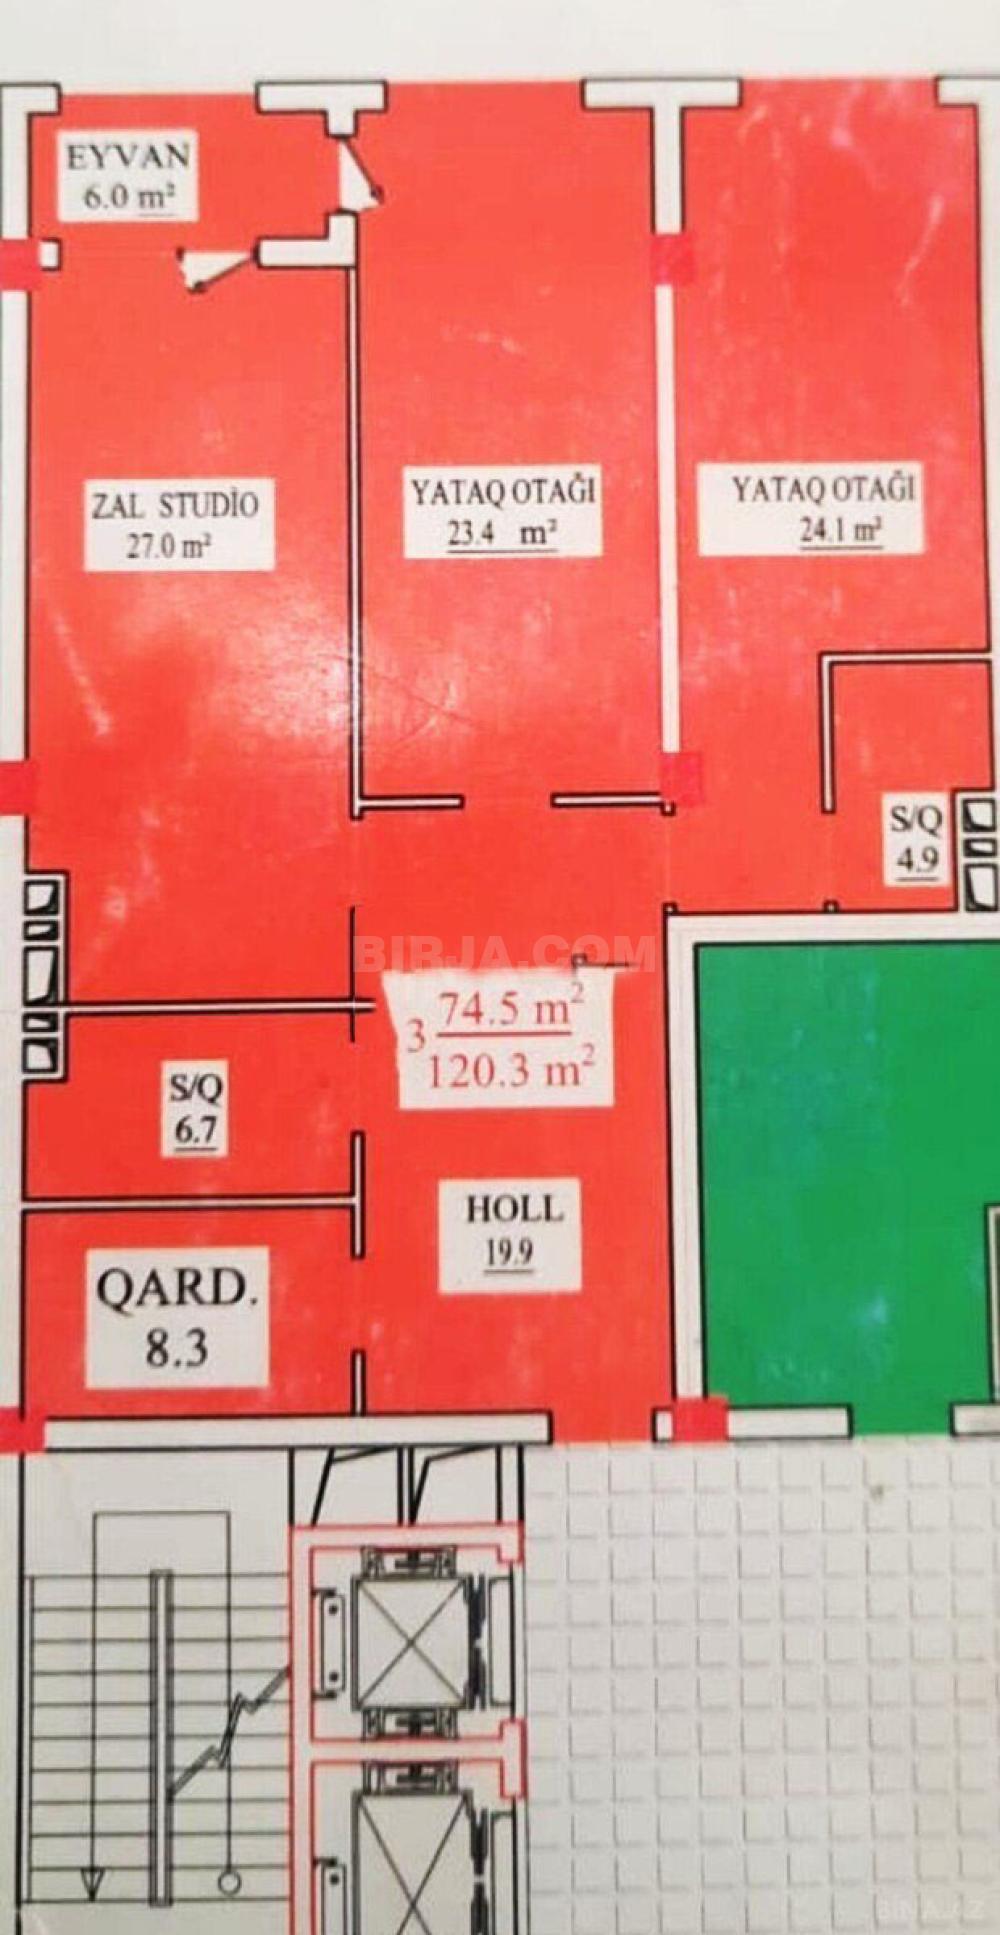 EYVAN
6.0 m²
ZAL STUDİO
27.0 m²
YATAQ OTAĞI
23.4 m²
YATAQ OTAĞI
24.1 m²
S/Q
4.9
BIRJA.COM
3 74.5 m²
120.3 m²
S/Q
6.7
HOLL
19.9
QARD.
8.3
BINA.AZ